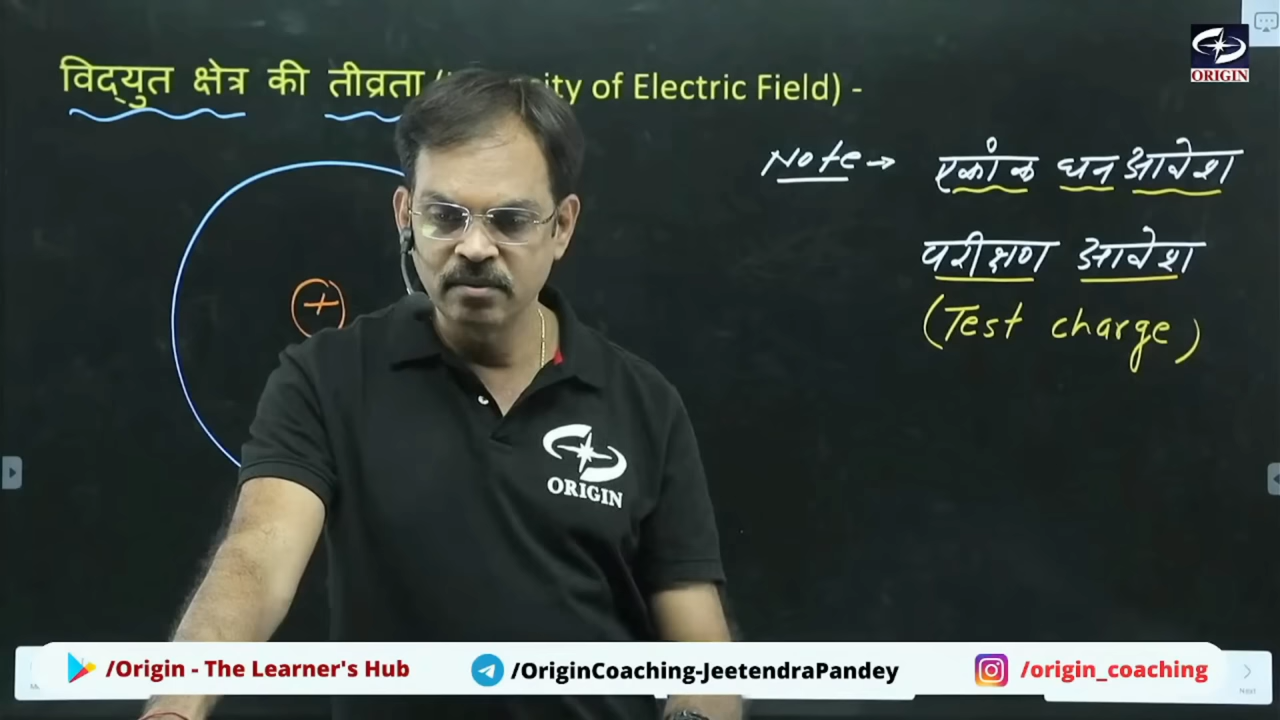 विद्युत क्षेत्र की तीव्रता of Electric Field) -
ORIGIN
Note → एकांक धन आवेश
परीक्षण आवेश
(Test charge)
+
ORIGIN
/Origin - The Learner's Hub
/OriginCoaching-JeetendraPandey
/origin_coaching
Next